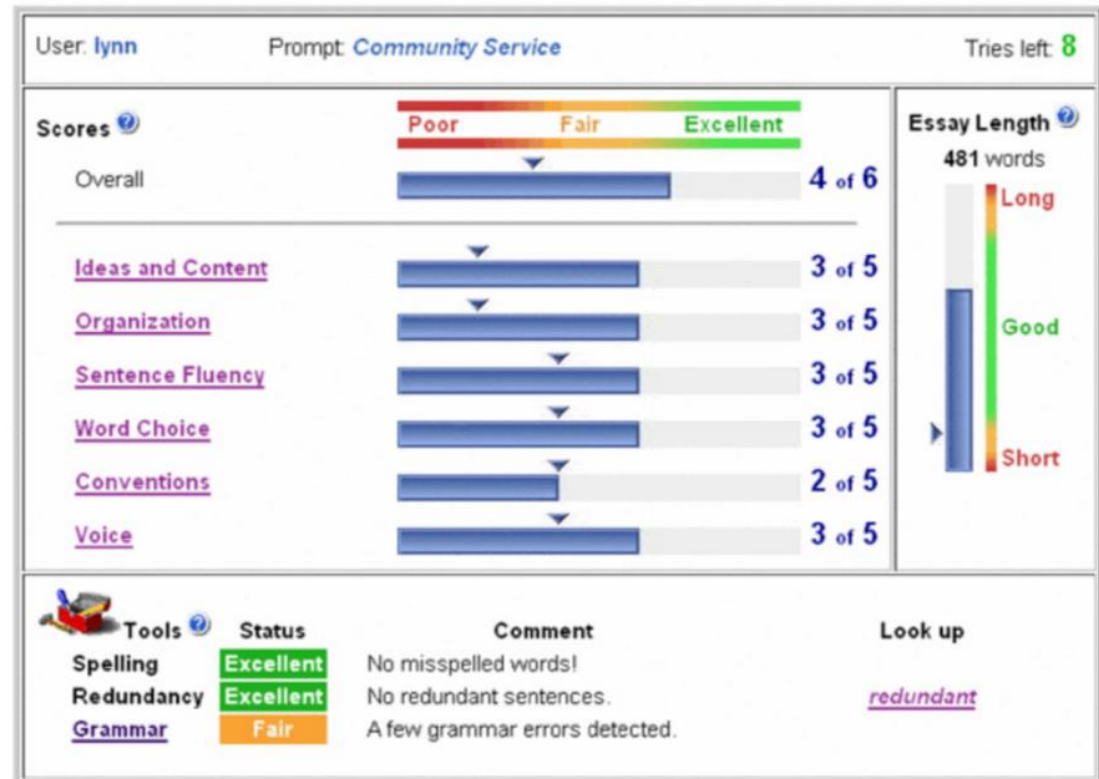 User: lynn Prompt: Community Service Tries left: 8
Scores
Poor Fair Excellent
Overall 4 of 6
Ideas and Content 3 of 5
Organization 3 of 5
Sentence Fluency 3 of 5
Word Choice 3 of 5
Conventions 2 of 5
Voice 3 of 5
Essay Length
481 words
Long
Good
Short
Tools Status Comment Look up
Spelling Excellent No misspelled words!
Redundancy Excellent No redundant sentences. redundant
Grammar Fair A few grammar errors detected.